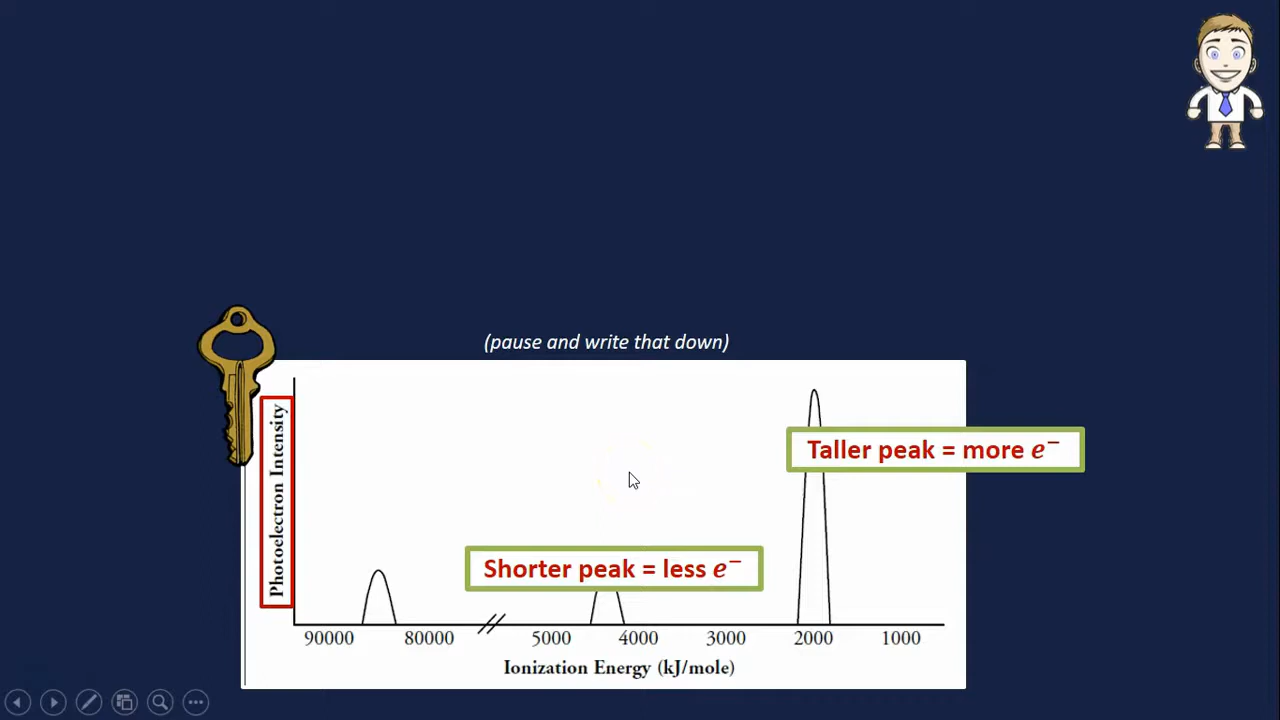 (pause and write that down)
Photoelectron Intensity
Taller peak = more e⁻
Shorter peak = less e⁻
90000 80000 5000 4000 3000 2000 1000
Ionization Energy (kJ/mole)